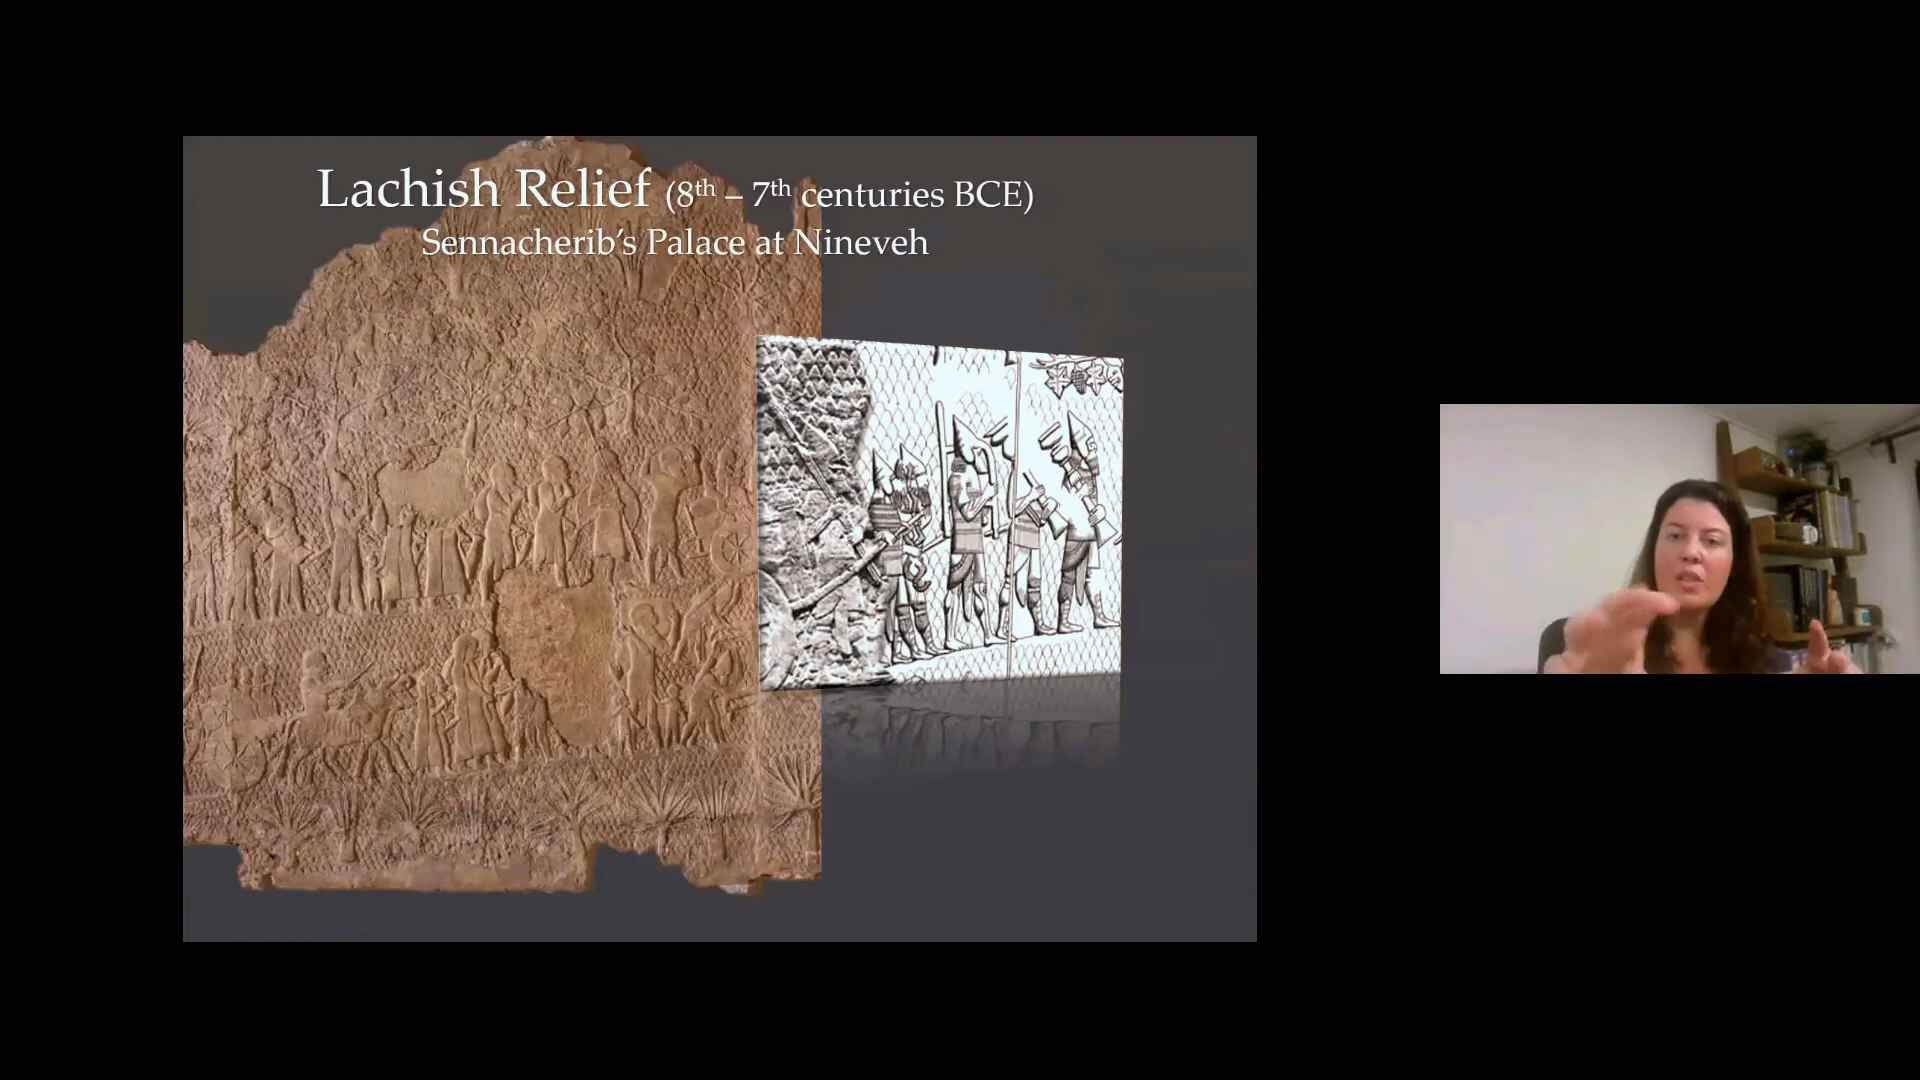 Lachish Relief (8th – 7th centuries BCE)
Sennacherib's Palace at Nineveh